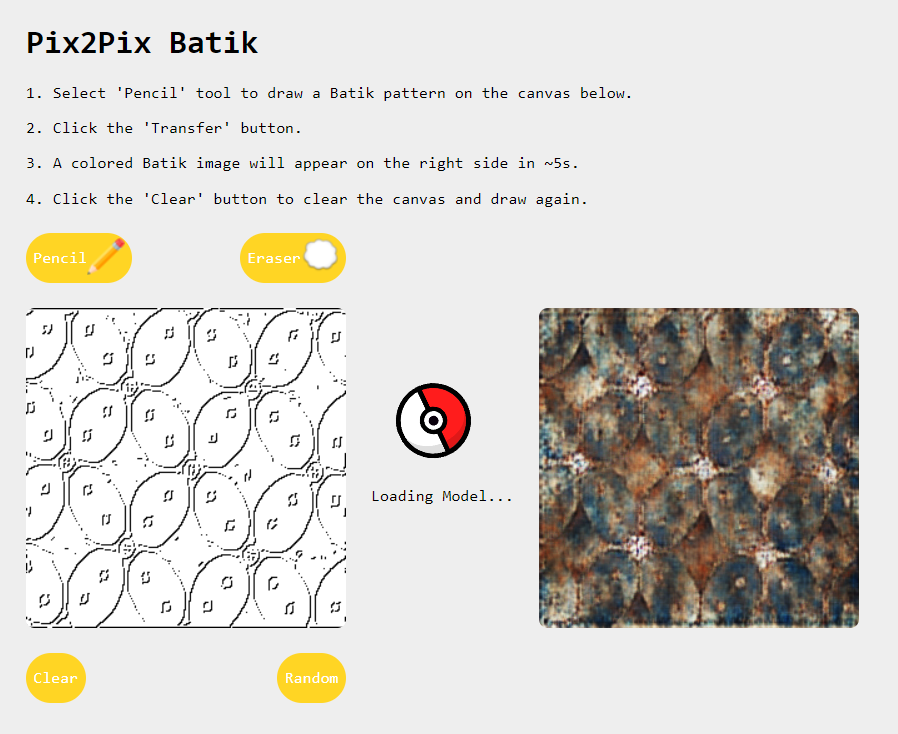 Pix2Pix Batik
1. Select 'Pencil' tool to draw a Batik pattern on the canvas below.
2. Click the 'Transfer' button.
3. A colored Batik image will appear on the right side in ~5s.
4. Click the 'Clear' button to clear the canvas and draw again.
Pencil
Eraser
Loading Model...
Clear
Random